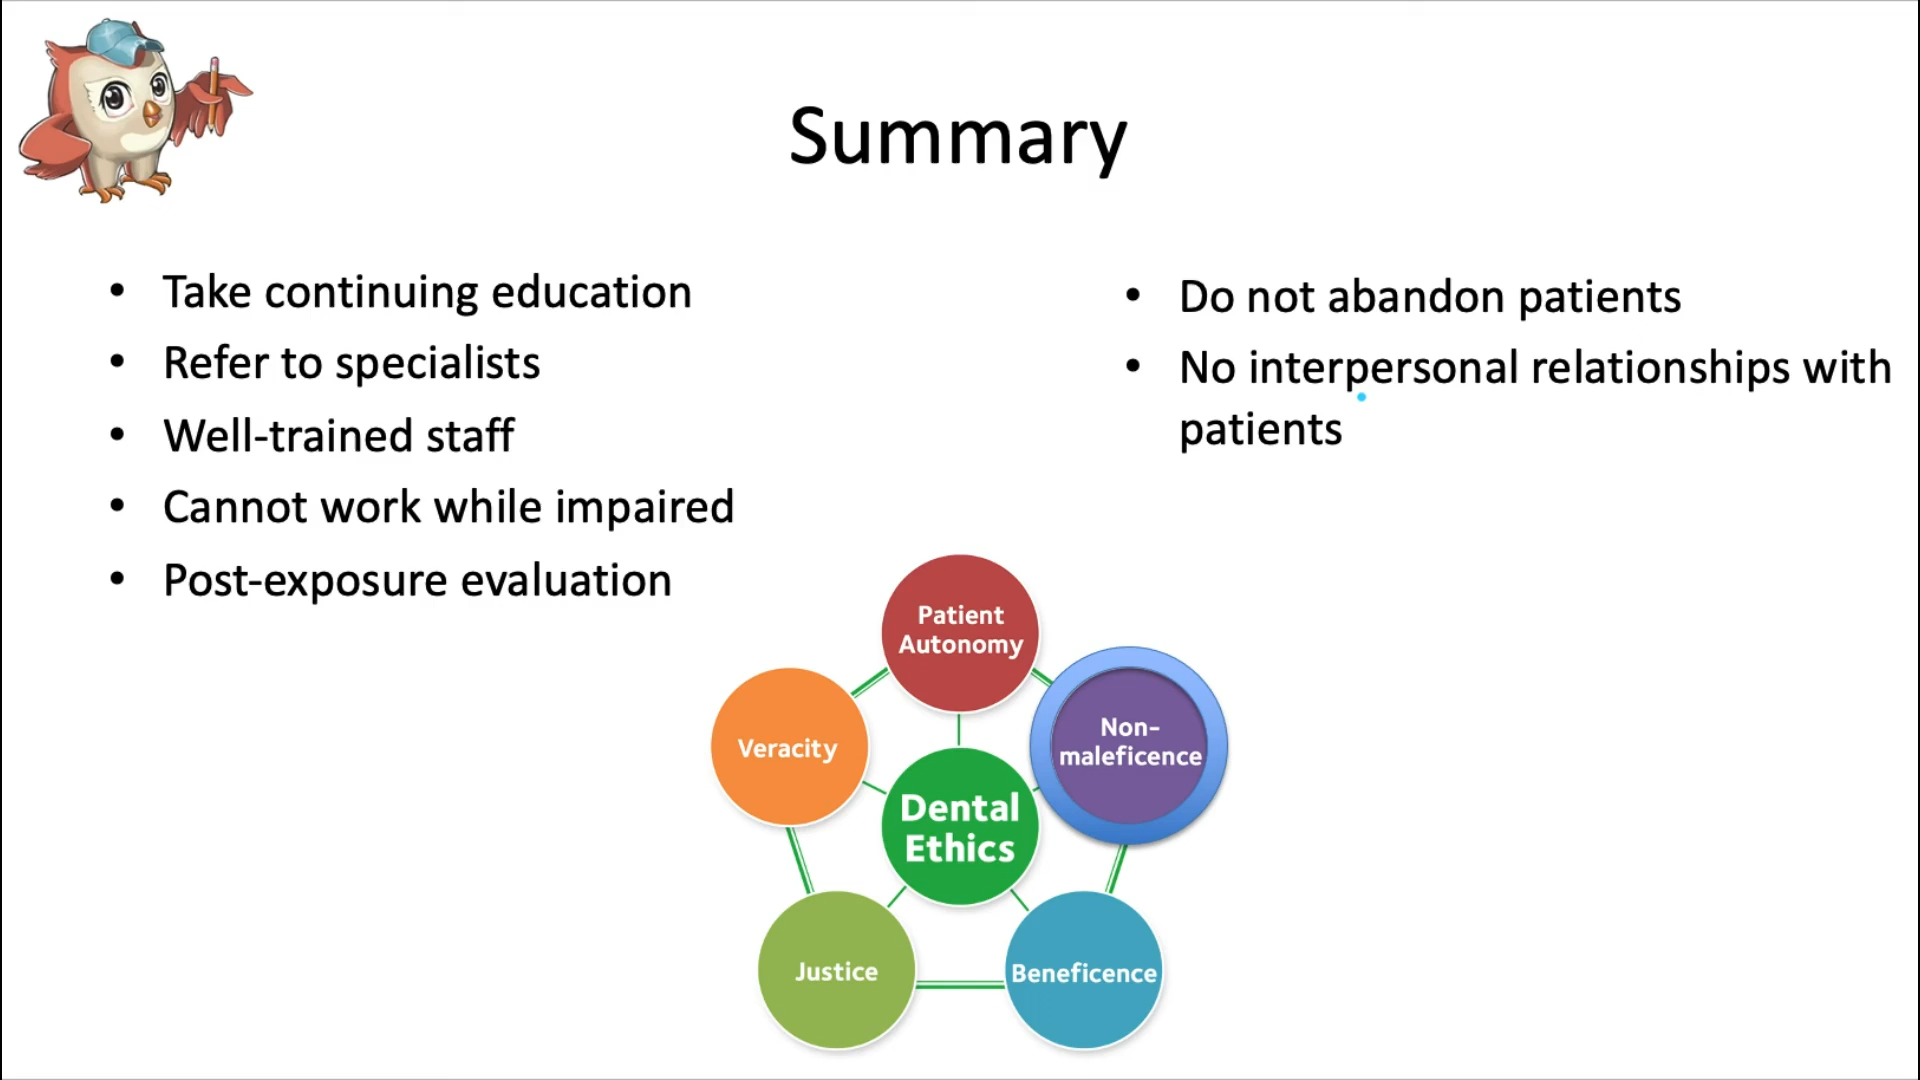 Summary
• Take continuing education
• Refer to specialists
• Well-trained staff
• Cannot work while impaired
• Post-exposure evaluation
• Do not abandon patients
• No interpersonal relationships with
patients
Patient
Autonomy
Non-
maleficence
Veracity
Dental
Ethics
Justice
Beneficence